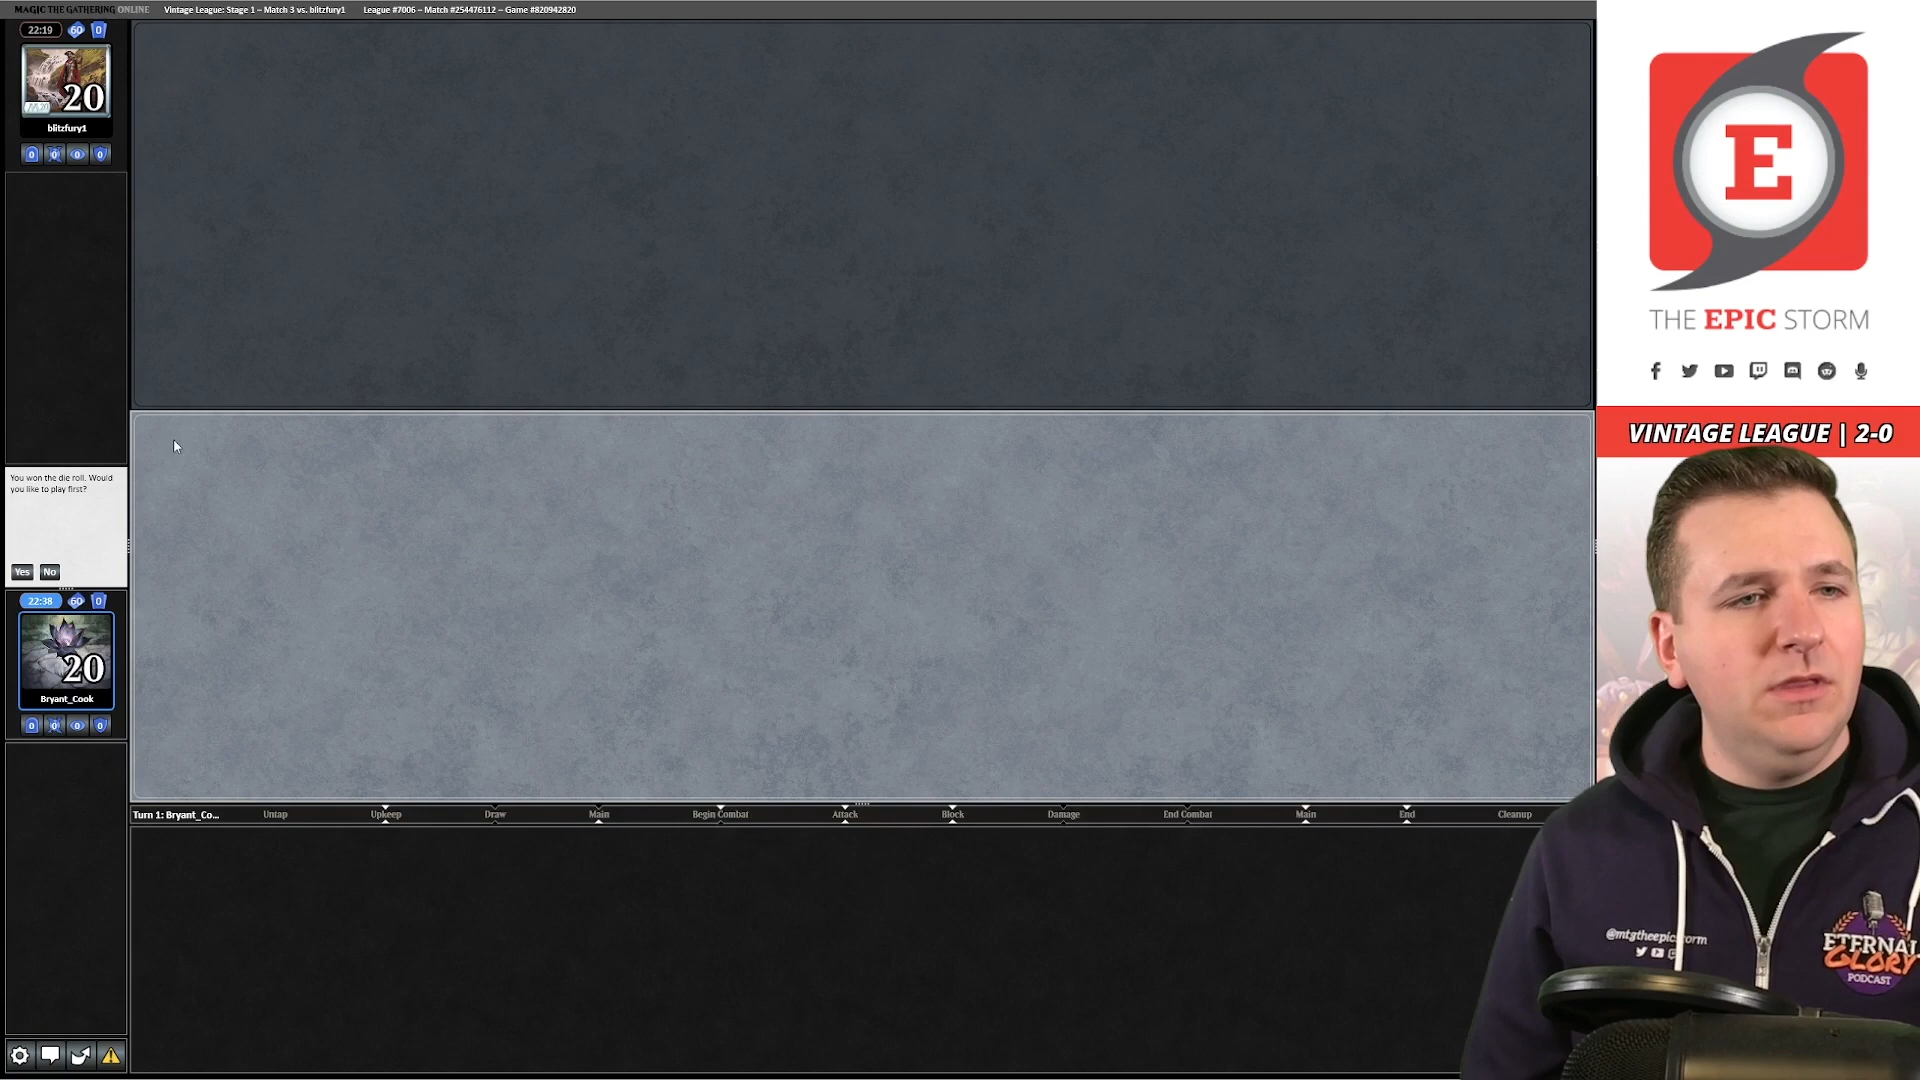 MAGIC THE GATHERING ONLINE
Vintage League: Stage 1 – Match 3 vs. blitzfury1
League #7006 – Match #254476112 – Game #820942820
22:19
60
0
20
blitzfury1
0
0
0
0
You won the die roll. Would
you like to play first?
Yes
No
22:38
60
0
20
Bryant_Cook
0
0
0
0
Turn 1: Bryant_Co...
Untap
Upkeep
Draw
Main
Begin Combat
Attack
Block
Damage
End Combat
Main
End
Cleanup
E
THE EPIC STORM
VINTAGE LEAGUE | 2-0
ETERNAL
GLORY
PODCAST